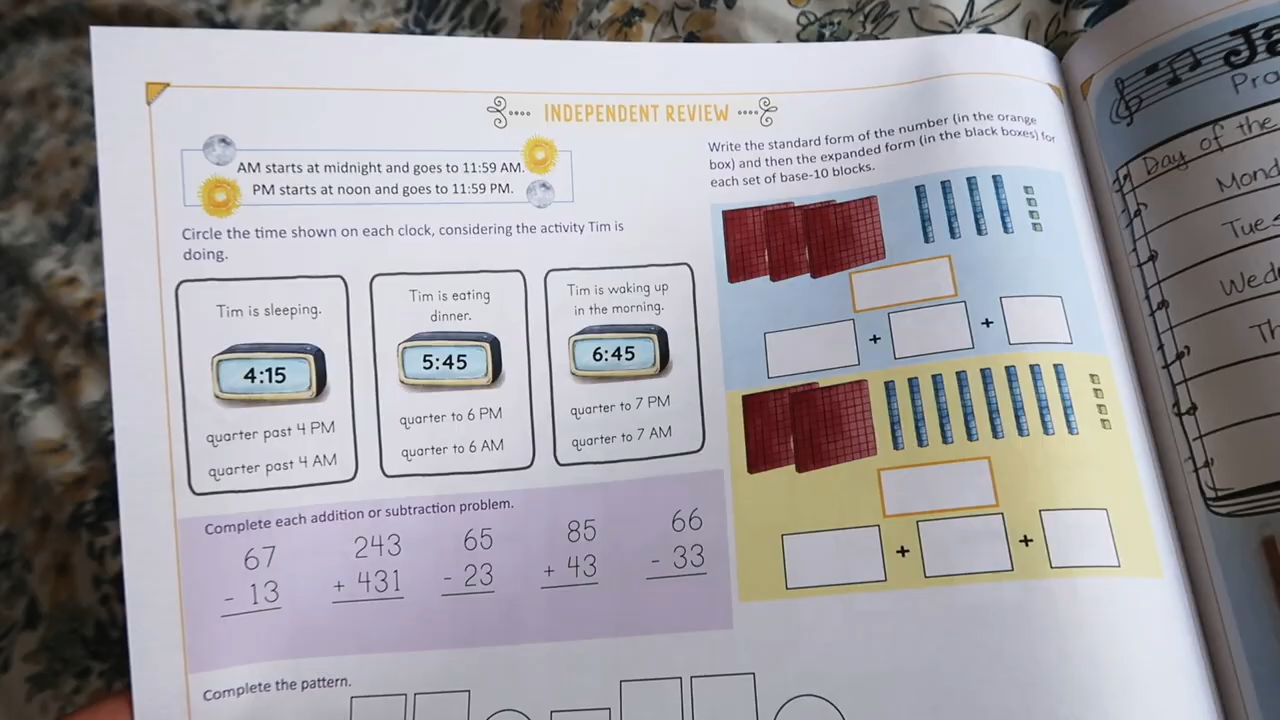 INDEPENDENT REVIEW
AM starts at midnight and goes to 11:59 AM.
PM starts at noon and goes to 11:59 PM.
Circle the time shown on each clock, considering the activity Tim is
doing.
Tim is sleeping.
4:15
quarter past 4 PM
quarter past 4 AM
Tim is eating
dinner.
5:45
quarter to 6 PM
quarter to 6 AM
Tim is waking up
in the morning.
6:45
quarter to 7 PM
quarter to 7 AM
Complete each addition or subtraction problem.
67
- 13
243
+ 431
65
- 23
85
+ 43
66
- 33
Complete the pattern.
Write the standard form of the number (in the orange
box) and then the expanded form (in the black boxes) for
each set of base-10 blocks.
+ +
+ +
Day of the